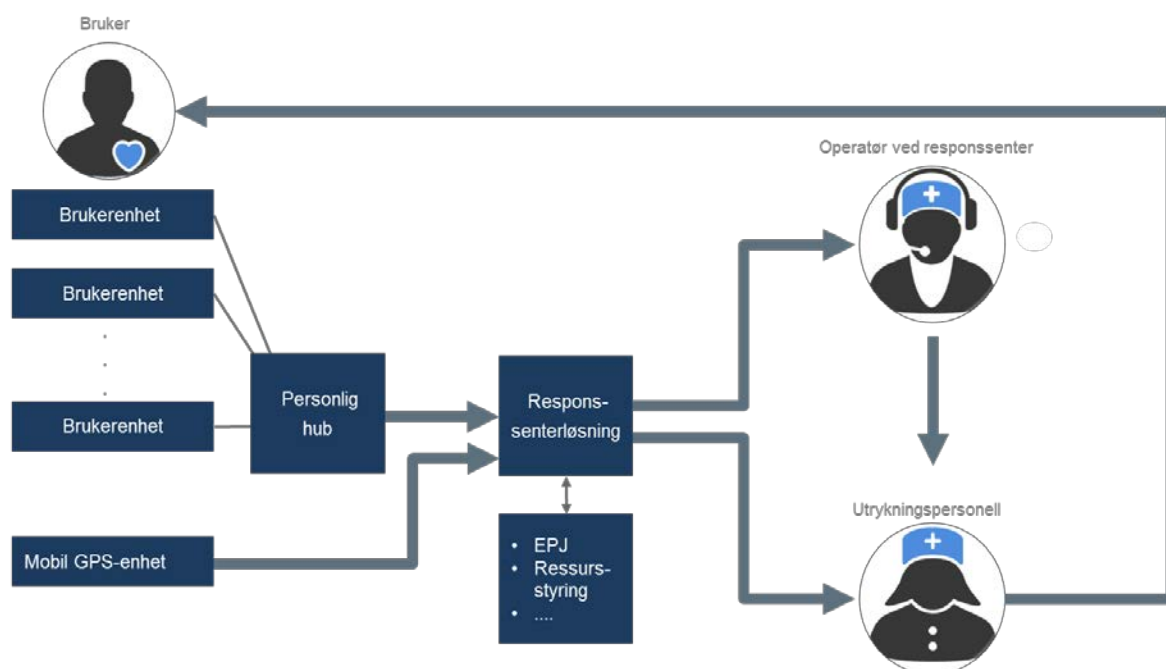 Bruker
Operatør ved responssenter
Brukerenhet
Brukerenhet
.
.
.
Brukerenhet
Personlig
hub
Respons-
senterløsning
Mobil GPS-enhet
• EPJ
• Ressurs-
styring
• ....
Utrykningspersonell